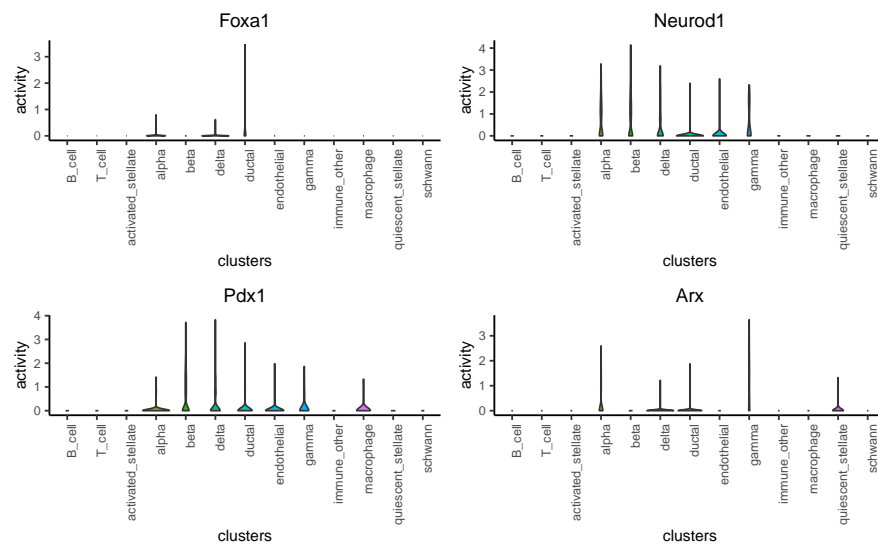 Foxa1
activity
3
2
1
0
B_cell
T_cell
activated_stellate
alpha
beta
delta
ductal
endothelial
gamma
immune_other
macrophage
quiescent_stellate
schwann
clusters
Neurod1
activity
4
3
2
1
0
B_cell
T_cell
activated_stellate
alpha
beta
delta
ductal
endothelial
gamma
immune_other
macrophage
quiescent_stellate
schwann
clusters
Pdx1
activity
4
3
2
1
0
B_cell
T_cell
activated_stellate
alpha
beta
delta
ductal
endothelial
gamma
immune_other
macrophage
quiescent_stellate
schwann
clusters
Arx
activity
3
2
1
0
B_cell
T_cell
activated_stellate
alpha
beta
delta
ductal
endothelial
gamma
immune_other
macrophage
quiescent_stellate
schwann
clusters